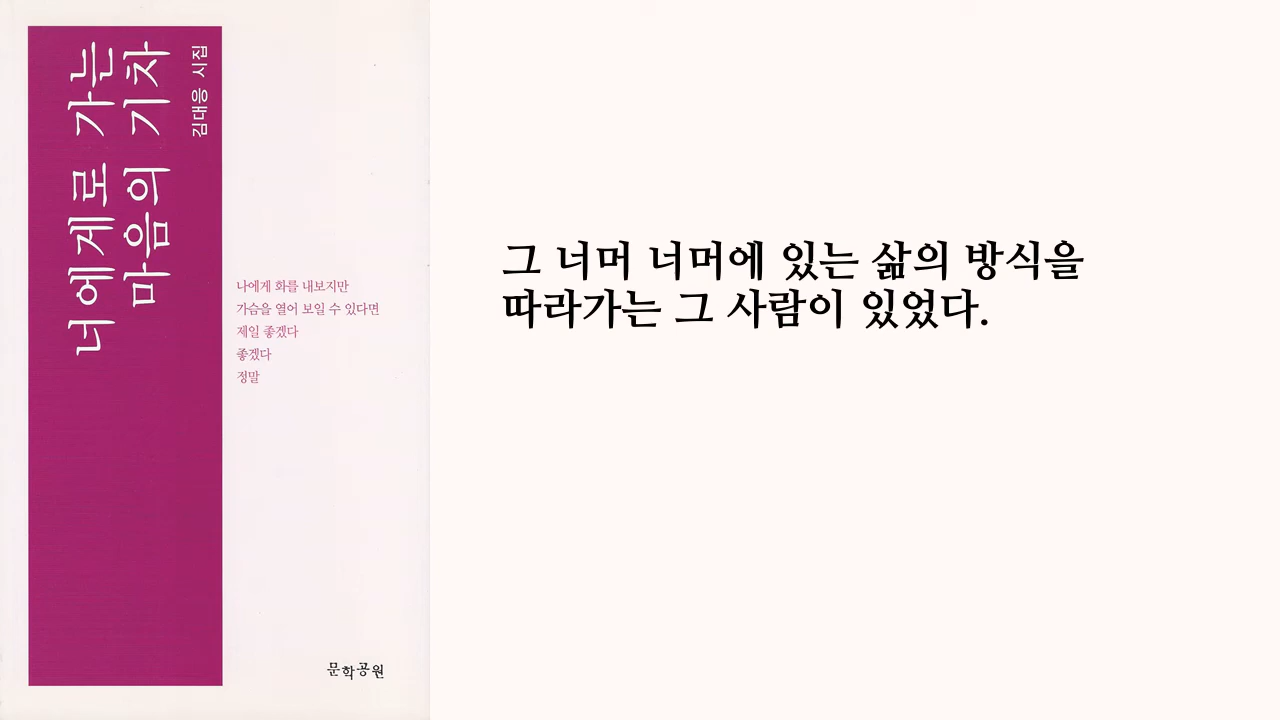 너에게로 가는
마음의 기차
김대응 시집
나에게 화를 내보지만
가슴을 열어 보일 수 있다면
제일 좋겠다
좋겠다
정말
문학공원
그 너머 너머에 있는 삶의 방식을
따라가는 그 사람이 있었다.